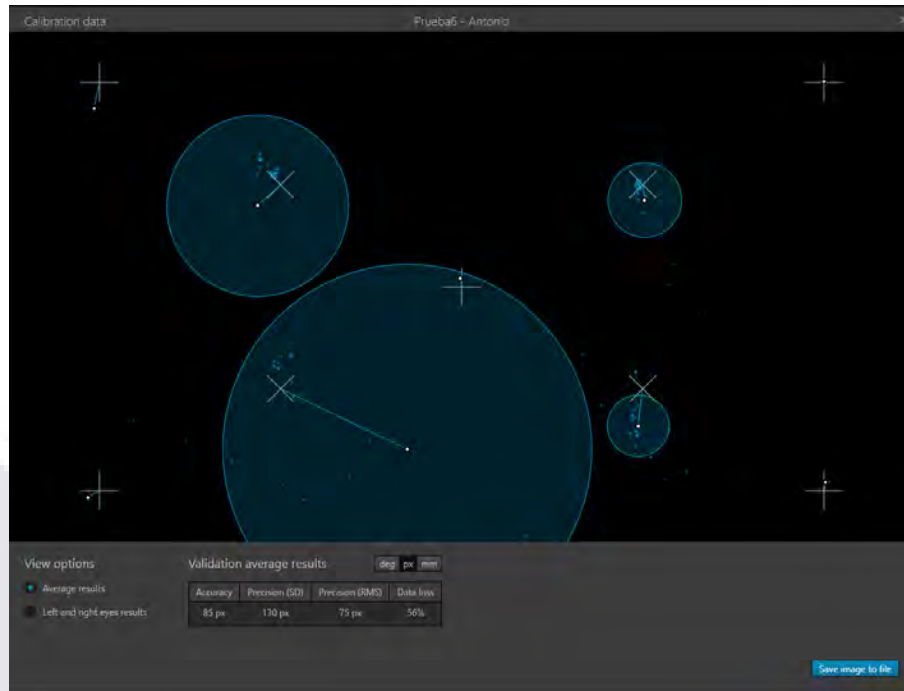 Calibration data
Prueba6 - Antonio
View options
Average results
Left and right eyes results
Validation average results
deg px mm
Accuracy Precision (SD) Precision (RMS) Data loss
85 px 130 px 75 px 56%
Save image to file